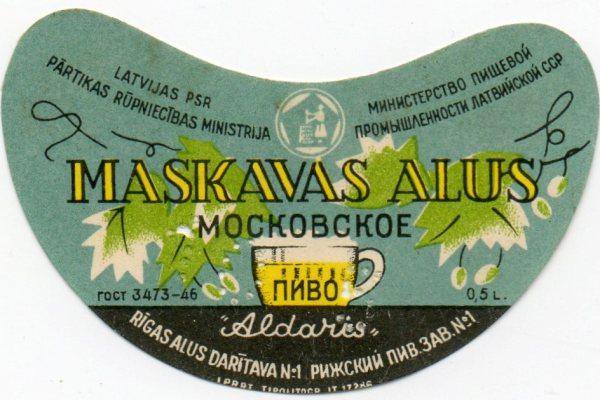 LATVIJAS PSR
PĀRTIKAS RŪPNIECĪBAS MINISTRIJA
МИНИСТЕРСТВО ПИЩЕВОЙ
ПРОМЫШЛЕННОСТИ ЛАТВИЙСКОЙ ССР
MASKAVAS ALUS
МОСКОВСКОЕ
ПИВО
ГОСТ 3473-46
0,5 L.
"Aldaris"
RĪGAS ALUS DARĪTAVA №1 РИЖСКИЙ ПИВ. ЗАВ. №1